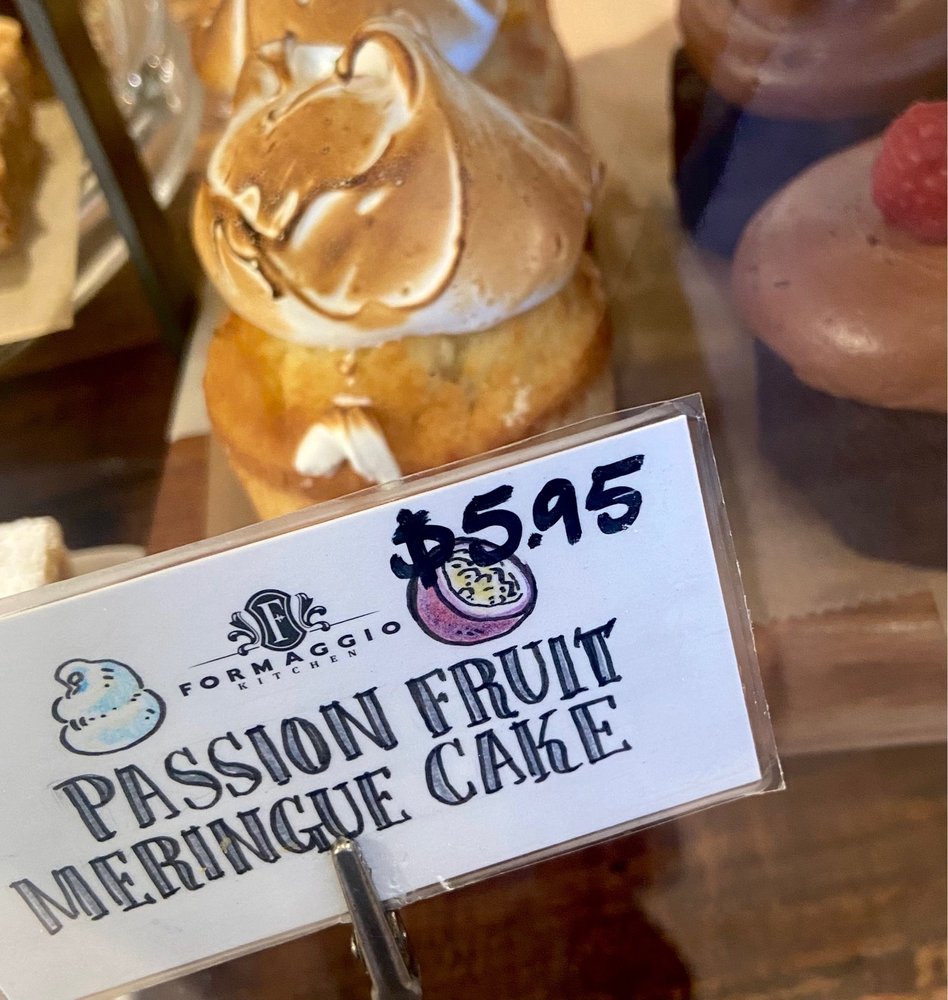 $5.95
F
FORMAGGIO
KITCHEN
PASSION FRUIT
MERINGUE CAKE